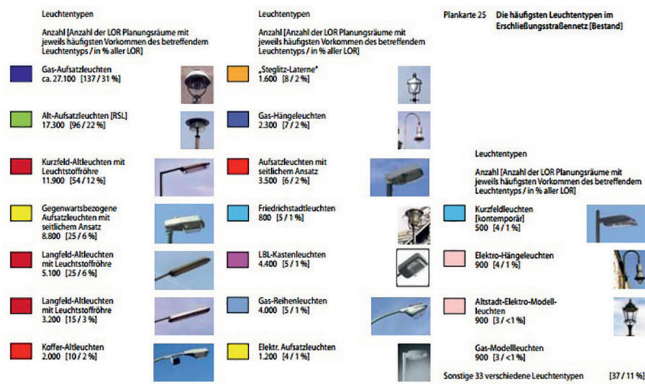 Leuchtentypen
Anzahl [Anzahl der LOR Planungsräume mit
jeweils häufigsten Vorkommen des betreffendem
Leuchtentyps / in % aller LOR]
Gas-Aufsatzleuchten
ca. 27.100 [137 / 31 %]
Alt-Aufsatzleuchten [RSL]
17.300 [96 / 22 %]
Kurzfeld-Altleuchten mit
Leuchtstoffröhre
11.900 [54 / 12 %]
Gegenwartsbezogene
Aufsatzleuchten mit
seitlichem Ansatz
8.800 [25 / 6 %]
Langfeld-Altleuchten
mit Leuchtstoffröhre
5.100 [25 / 6 %]
Langfeld-Altleuchten
mit Leuchtstoffröhre
3.200 [15 / 3 %]
Koffer-Altleuchten
2.000 [10 / 2 %]
Leuchtentypen
Anzahl [Anzahl der LOR Planungsräume mit
jeweils häufigsten Vorkommen des betreffendem
Leuchtentyps / in % aller LOR]
„Steglitz-Laterne"
1.600 [8 / 2 %]
Gas-Hängeleuchten
2.300 [7 / 2 %]
Aufsatzleuchten mit
seitlichem Ansatz
3.500 [6 / 2 %]
Friedrichstadtleuchten
800 [5 / 1 %]
LBL-Kastenleuchten
4.400 [5 / 1 %]
Gas-Reihenleuchten
4.000 [5 / 1 %]
Elektr. Aufsatzleuchten
1.200 [4 / 1 %]
Plankarte 25 Die häufigsten Leuchtentypen im
Erschließungsstraßennetz [Bestand]
Leuchtentypen
Anzahl [Anzahl der LOR Planungsräume mit
jeweils häufigsten Vorkommen des betreffendem
Leuchtentyps / in % aller LOR]
Kurzfeldleuchten
[kontemporär]
500 [4 / 1 %]
Elektro-Hängeleuchten
900 [4 / 1 %]
Altstadt-Elektro-Modell-
leuchten
900 [3 / <1 %]
Gas-Modellleuchten
900 [3 / <1 %]
Sonstige 33 verschiedene Leuchtentypen [37 / 11 %]